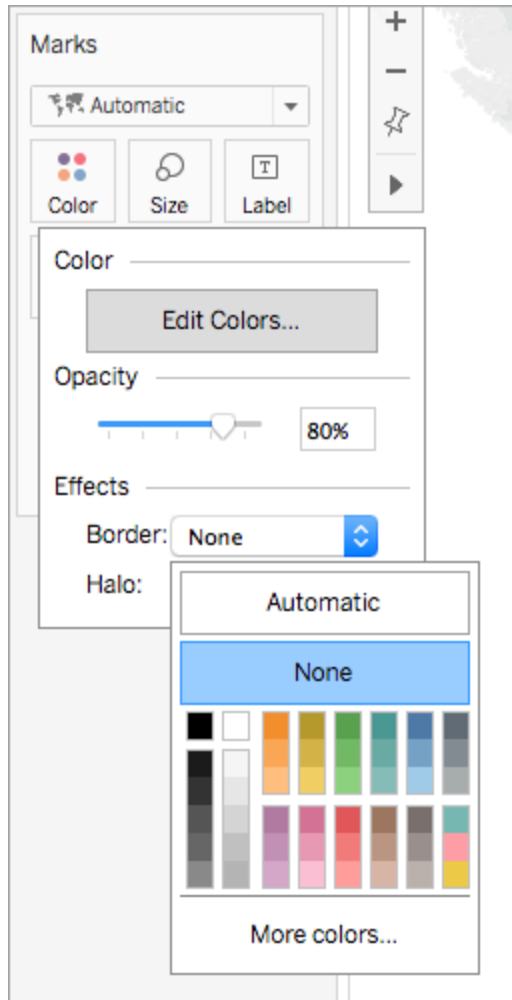 Marks
Automatic
Color Size Label
T
Color
Edit Colors...
Opacity
80%
Effects
Border: None
Halo:
Automatic
None
More colors...